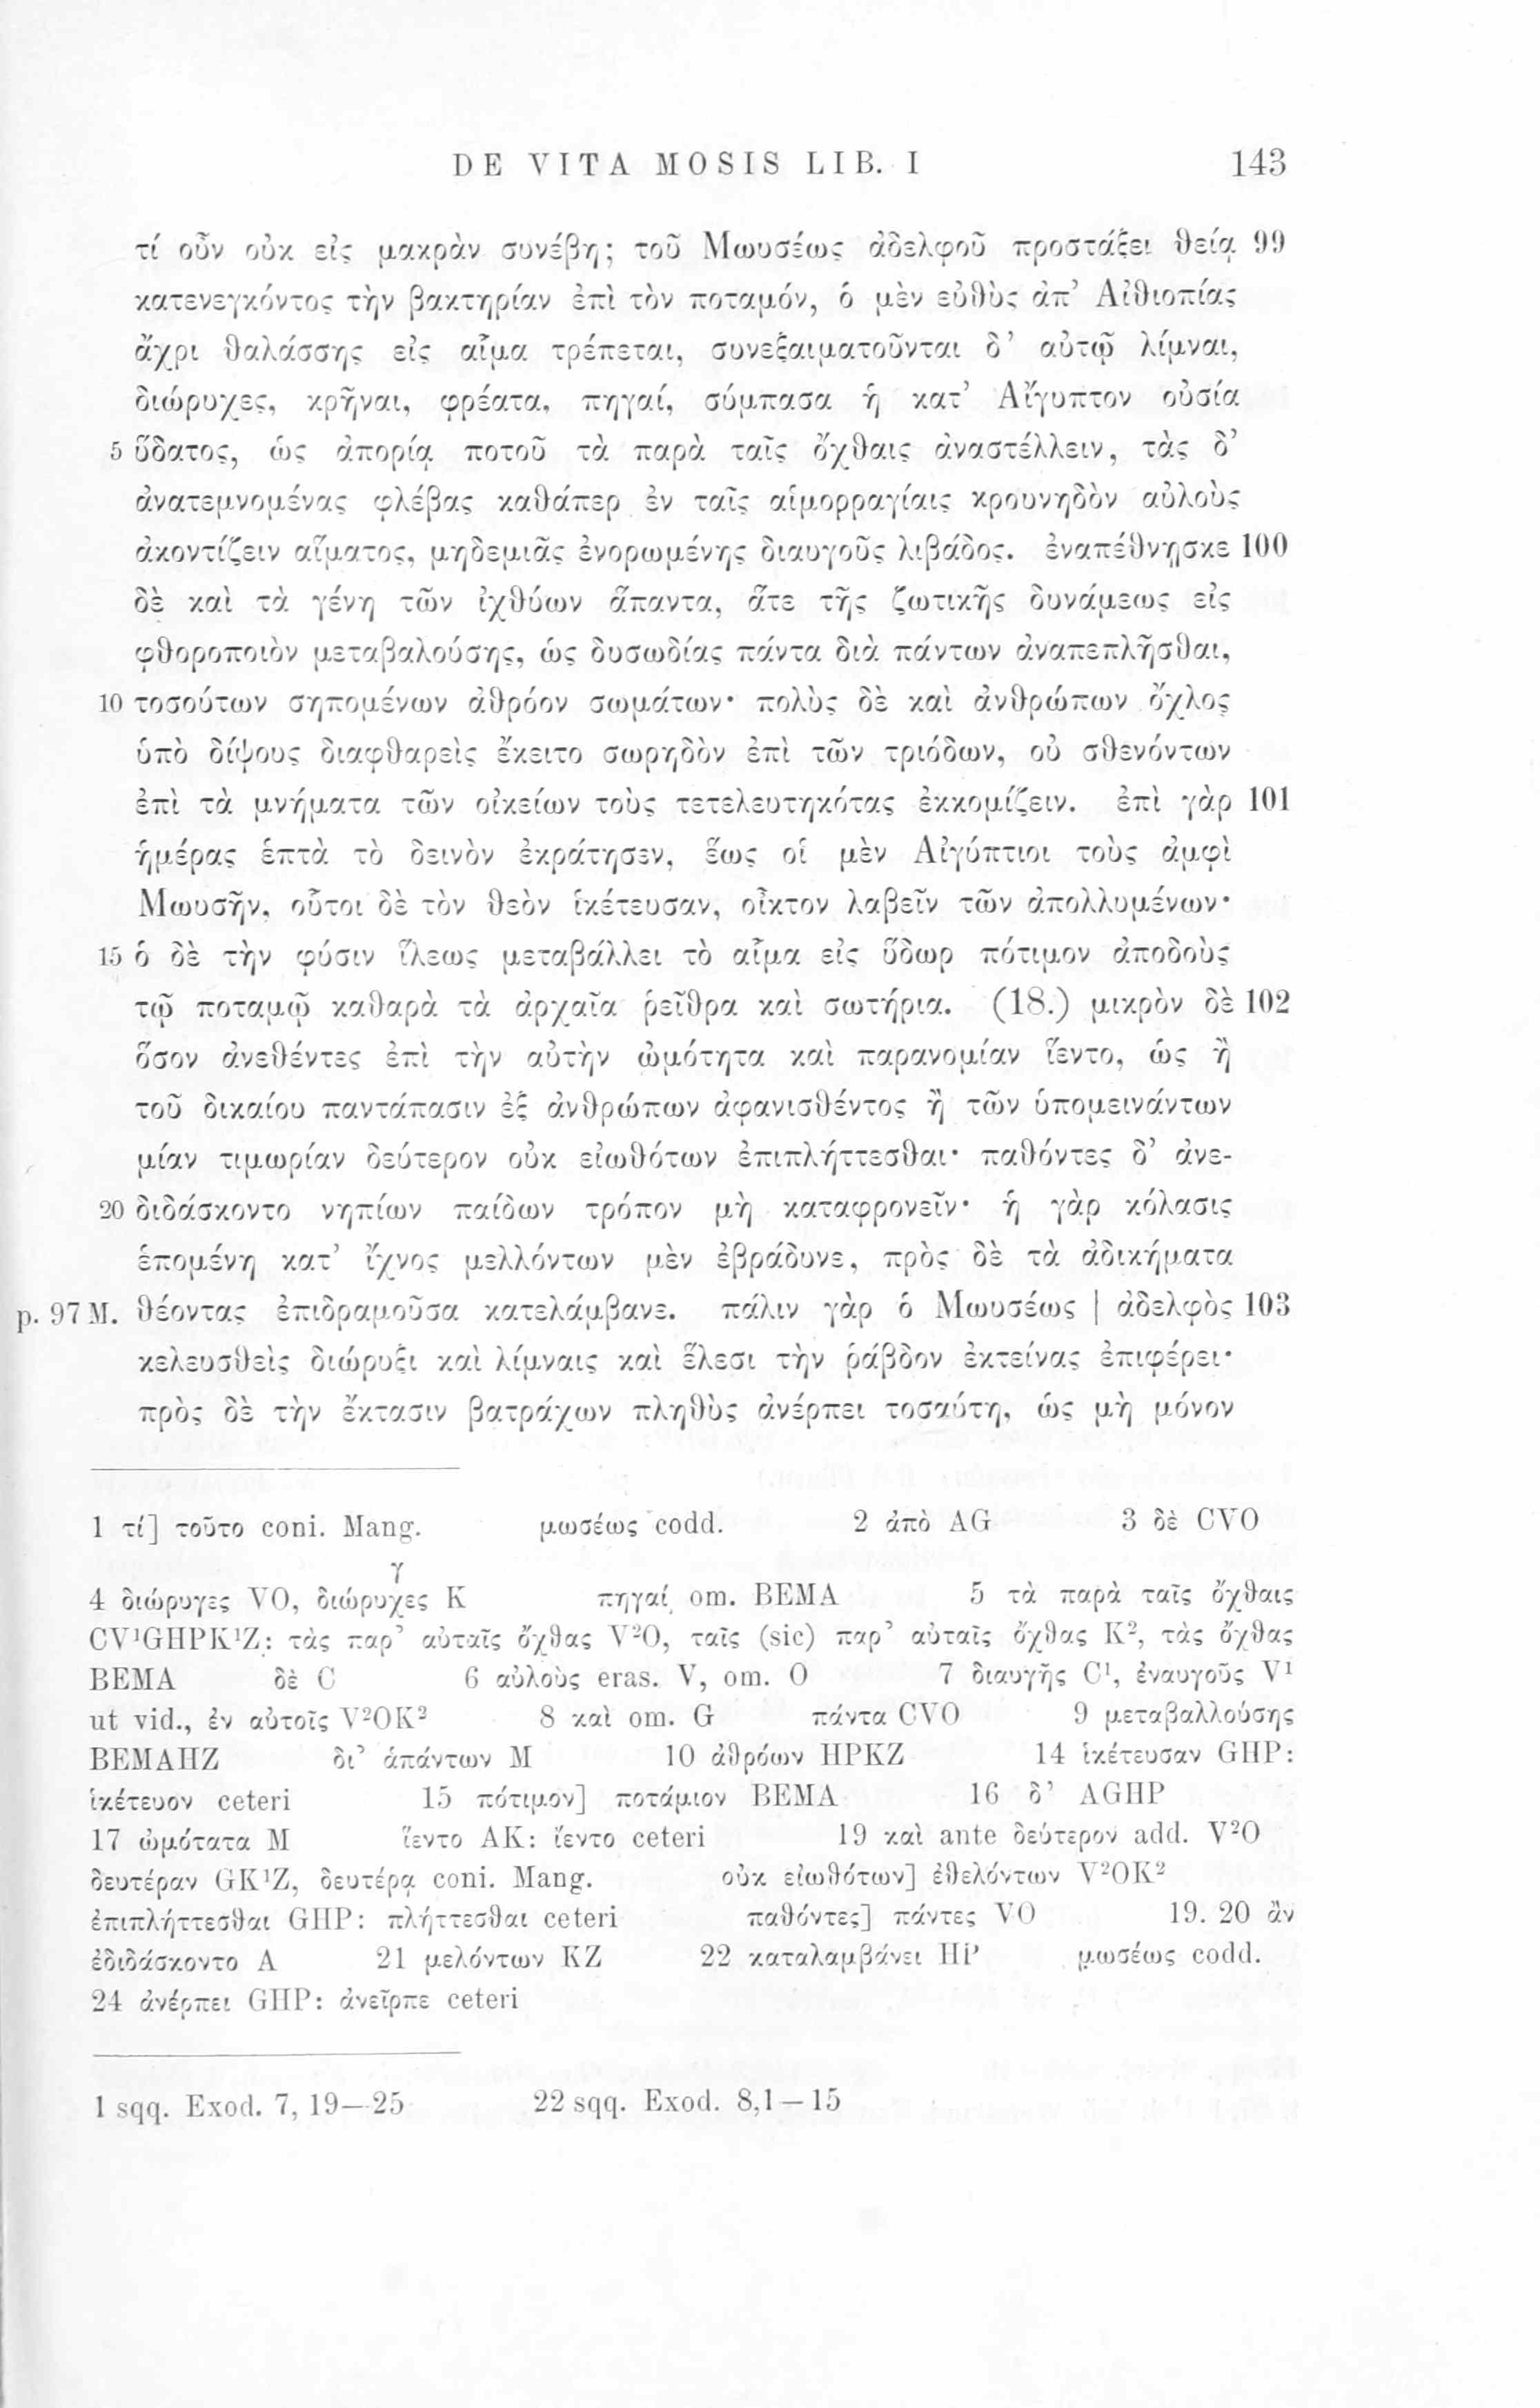 DE VITA MOSIS LIB. I 143
τί οὖν οὐκ εἰς μακρὰν συνέβη; τοῦ Μωυσέως ἀδελφοῦ προστάξει θείᾳ 99
κατενεγκόντος τὴν βακτηρίαν ἐπὶ τὸν ποταμόν, ὁ μὲν εὐθὺς ἀπ’ Αἰθιοπίας
ἄχρι θαλάσσης εἰς αἷμα τρέπεται, συνεξαιματοῦνται δ’ αὐτῷ λίμναι,
διώρυχες, κρῆναι, φρέατα, πηγαί, σύμπασα ἡ κατ’ Αἴγυπτον οὐσία
5 ὕδατος, ὡς ἀπορίᾳ ποτοῦ τὰ παρὰ ταῖς ὄχθαις ἀναστέλλειν, τὰς δ’
ἀνατεμνομένας φλέβας καθάπερ ἐν ταῖς αἱμορραγίαις κρουνηδὸν αὐλοὺς
ἀκοντίζειν αἵματος, μηδεμιᾶς ἐνορωμένης διαυγοῦς λιβάδος. ἐναπέθνῃσκε 100
δὲ καὶ τὰ γένη τῶν ἰχθύων ἅπαντα, ἅτε τῆς ζωτικῆς δυνάμεως εἰς
φθοροποιὸν μεταβαλούσης, ὡς δυσωδίας πάντα διὰ πάντων ἀναπεπλῆσθαι,
10 τοσούτων σηπομένων ἀθρόον σωμάτων· πολὺς δὲ καὶ ἀνθρώπων ὄχλος
ὑπὸ δίψους διαφθαρεὶς ἔκειτο σωρηδὸν ἐπὶ τῶν τριόδων, οὐ σθενόντων
ἐπὶ τὰ μνήματα τῶν οἰκείων τοὺς τετελευτηκότας ἐκκομίζειν. ἐπὶ γὰρ 101
ἡμέρας ἑπτὰ τὸ δεινὸν ἐκράτησεν, ἕως οἱ μὲν Αἰγύπτιοι τοὺς ἀμφὶ
Μωυσῆν, οὗτοι δὲ τὸν θεὸν ἱκέτευσαν, οἶκτον λαβεῖν τῶν ἀπολλυμένων·
15 ὁ δὲ τὴν φύσιν ἵλεως μεταβάλλει τὸ αἷμα εἰς ὕδωρ πότιμον ἀποδοὺς
τῷ ποταμῷ καθαρὰ τὰ ἀρχαῖα ῥεῖθρα καὶ σωτήρια. (18.) μικρὸν δὲ 102
ὅσον ἀνεθέντες ἐπὶ τὴν αὐτὴν ὠμότητα καὶ παρανομίαν ἵεντο, ὡς ἢ
τοῦ δικαίου παντάπασιν ἐξ ἀνθρώπων ἀφανισθέντος ἢ τῶν ὑπομεινάντων
μίαν τιμωρίαν δεύτερον οὐκ εἰωθότων ἐπιπλήττεσθαι· παθόντες δ’ ἀνε-
20 διδάσκοντο νηπίων παίδων τρόπον μὴ καταφρονεῖν· ἡ γὰρ κόλασις
ἑπομένη κατ’ ἴχνος μελλόντων μὲν ἐβράδυνε, πρὸς δὲ τὰ ἀδικήματα
p. 97 M. θέοντας ἐπιδραμοῦσα κατελάμβανε. πάλιν γὰρ ὁ Μωυσέως | ἀδελφὸς 103
κελευσθεὶς διώρυξι καὶ λίμναις καὶ ἕλεσι τὴν ῥάβδον ἐκτείνας ἐπιφέρει·
πρὸς δὲ τὴν ἔκτασιν βατράχων πληθὺς ἀνέρπει τοσαύτη, ὡς μὴ μόνον
1 τί] τοῦτο coni. Mang. μωσέως codd. 2 ἀπὸ AG 3 δὲ CVO
γ
4 διώρυγες VO, διώρυχες K πηγαί om. BEMA 5 τὰ παρὰ ταῖς ὄχθαις
CV¹GHPK¹Z: τὰς παρ’ αὐταῖς ὄχθας V²O, ταῖς (sic) παρ’ αὐταῖς ὄχθας K², τὰς ὄχθας
BEMA δὲ C 6 αὐλοὺς eras. V, om. O 7 διαυγῆς C¹, ἐναυγοῦς V¹
ut vid., ἐν αὐτοῖς V²OK² 8 καὶ om. G πάντα CVO 9 μεταβαλλούσης
BEMAHZ δι’ ἁπάντων M 10 ἀθρόων HPKZ 14 ἱκέτευσαν GHP:
ἱκέτευον ceteri 15 πότιμον] ποτάμιον BEMA 16 δ’ AGHP
17 ὠμότατα M ἵεντο AK: ἴεντο ceteri 19 καὶ ante δεύτερον add. V²O
δευτέραν GK¹Z, δευτέρᾳ coni. Mang. οὐκ εἰωθότων] ἐθελόντων V²OK²
ἐπιπλήττεσθαι GHP: πλήττεσθαι ceteri παθόντες] πάντες VO 19. 20 ἂν
ἐδιδάσκοντο A 21 μελόντων KZ 22 καταλαμβάνει HP μωσέως codd.
24 ἀνέρπει GHP: ἀνεῖρπε ceteri
1 sqq. Exod. 7, 19—25 22 sqq. Exod. 8,1—15